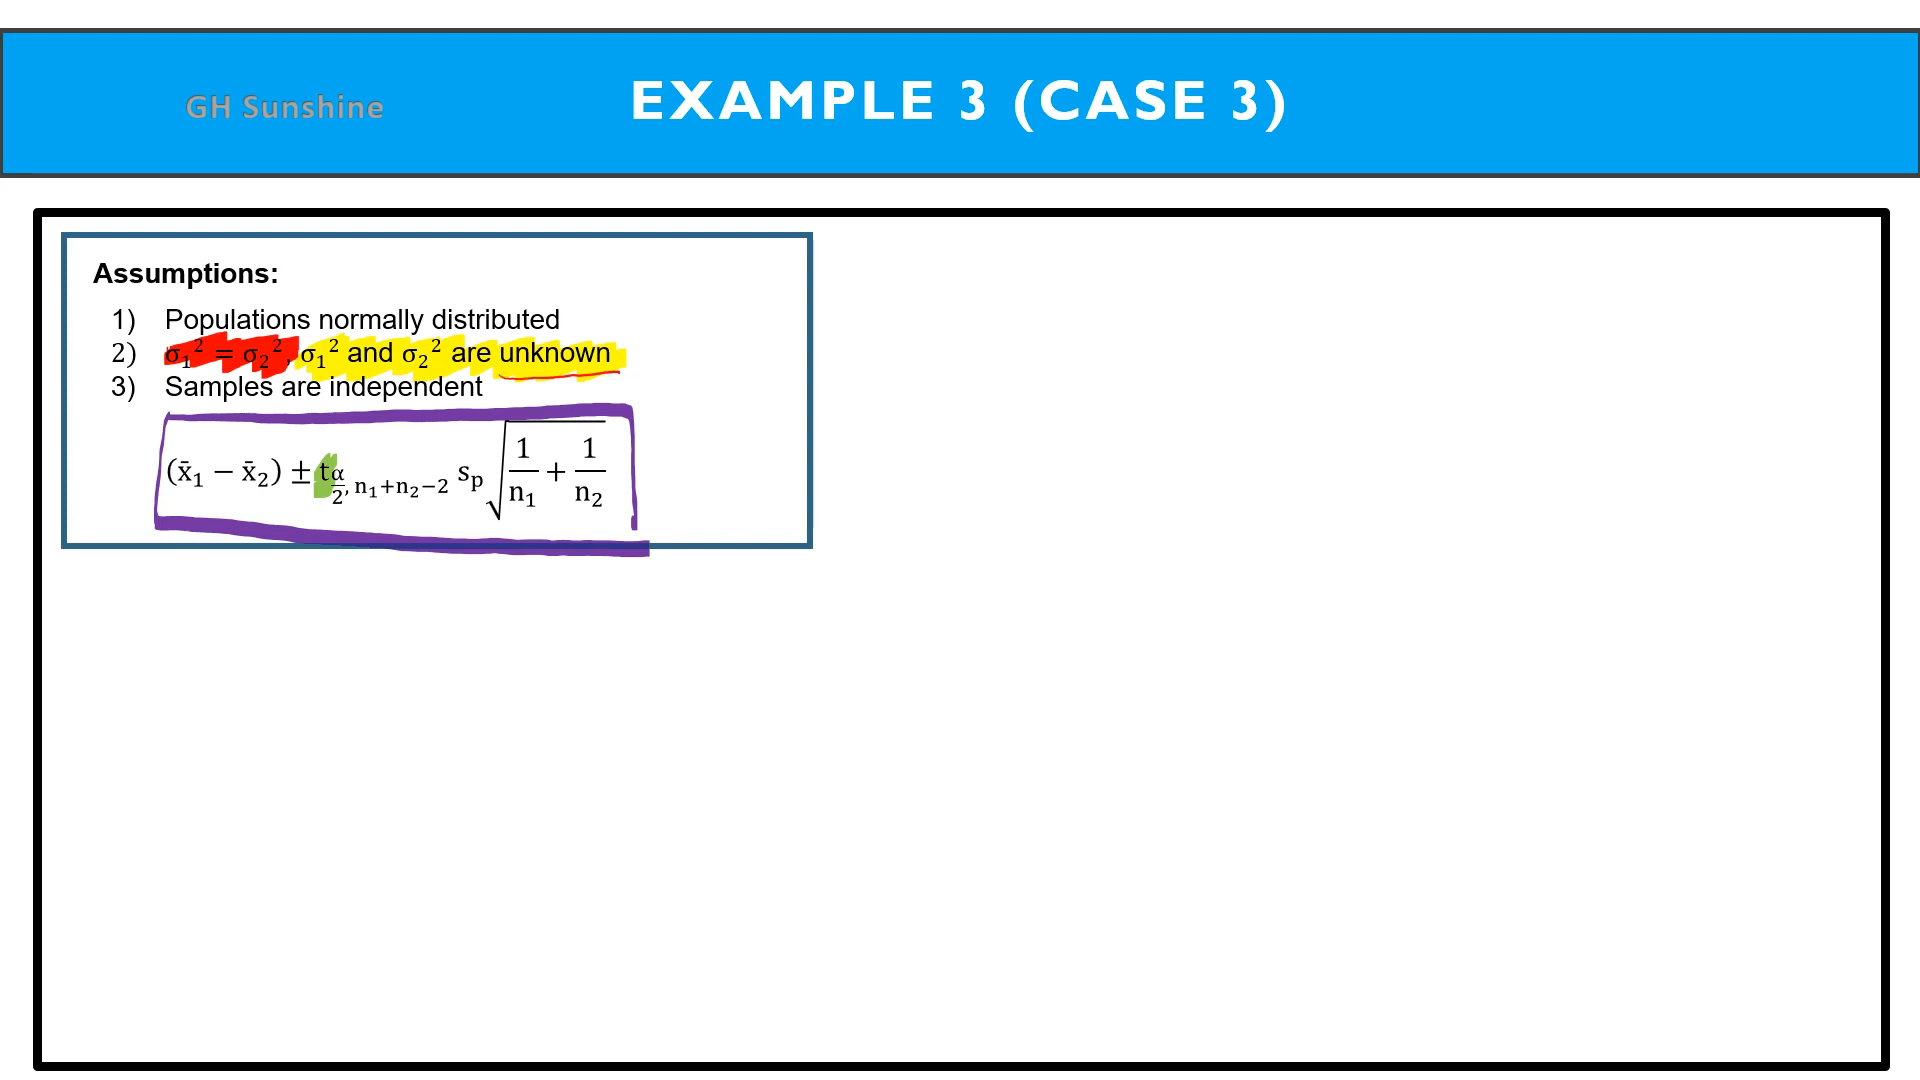 GH Sunshine
EXAMPLE 3 (CASE 3)
Assumptions:
1) Populations normally distributed
2) σ₁² = σ₂², σ₁² and σ₂² are unknown
3) Samples are independent
(x̄₁ − x̄₂) ± t_{α/2, n₁+n₂−2} s_p √(1/n₁ + 1/n₂)